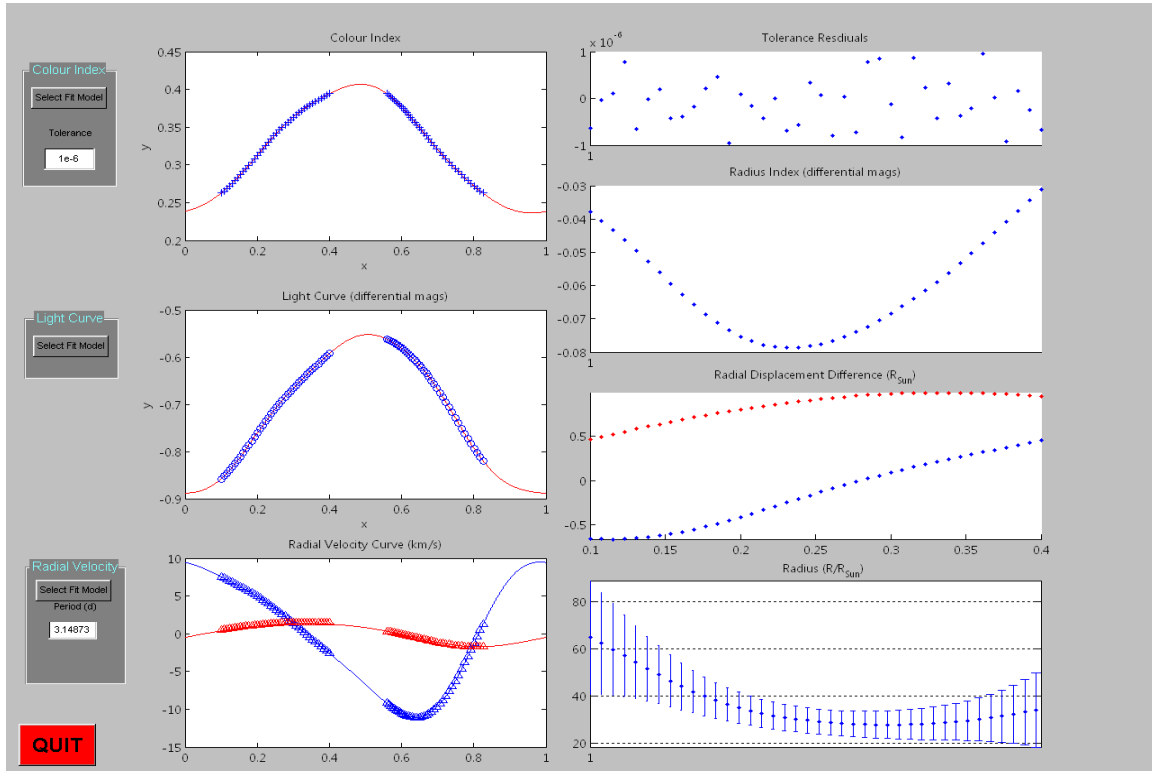 Colour Index
Select Fit Model
Tolerance
1e-6
Light Curve
Select Fit Model
Radial Velocity
Select Fit Model
Period (d)
3.14873
QUIT
Colour Index
0.45
0.4
0.35
0.3
0.25
0.2
y
0 0.2 0.4 0.6 0.8 1
x
Light Curve (differential mags)
-0.5
-0.6
-0.7
-0.8
-0.9
y
0 0.2 0.4 0.6 0.8 1
x
Radial Velocity Curve (km/s)
10
5
0
-5
-10
-15
0 0.2 0.4 0.6 0.8 1
Tolerance Resdiuals
x 10^-6
1
0
-1
1
Radius Index (differential mags)
-0.03
-0.04
-0.05
-0.06
-0.07
-0.08
1
Radial Displacement Difference (R_Sun)
0.5
0
-0.5
0.1 0.15 0.2 0.25 0.3 0.35 0.4
Radius (R/R_Sun)
80
60
40
20
1